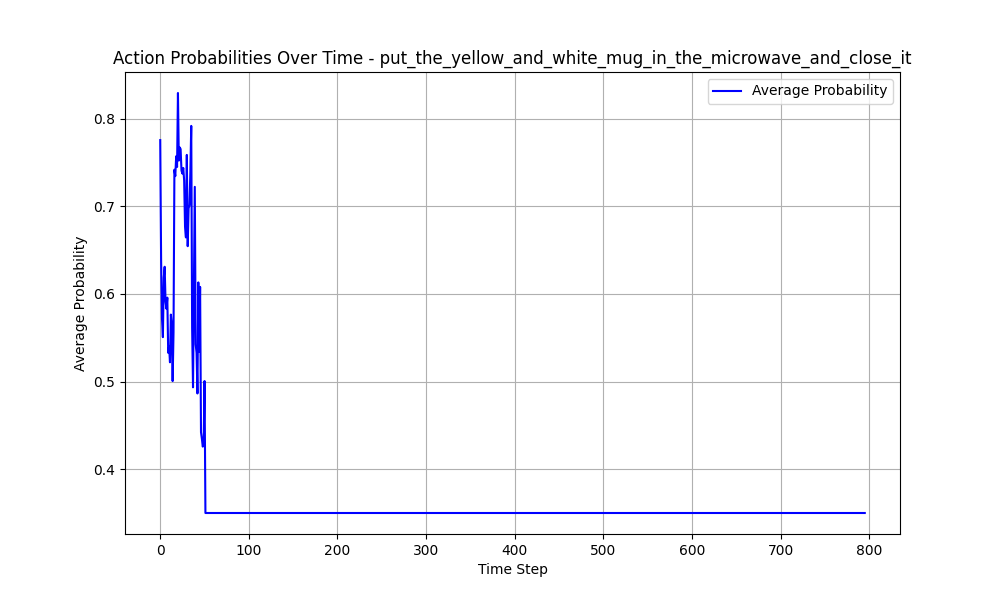 Action Probabilities Over Time - put_the_yellow_and_white_mug_in_the_microwave_and_close_it
Average Probability
0.8
0.7
0.6
0.5
0.4
Average Probability
0 100 200 300 400 500 600 700 800
Time Step